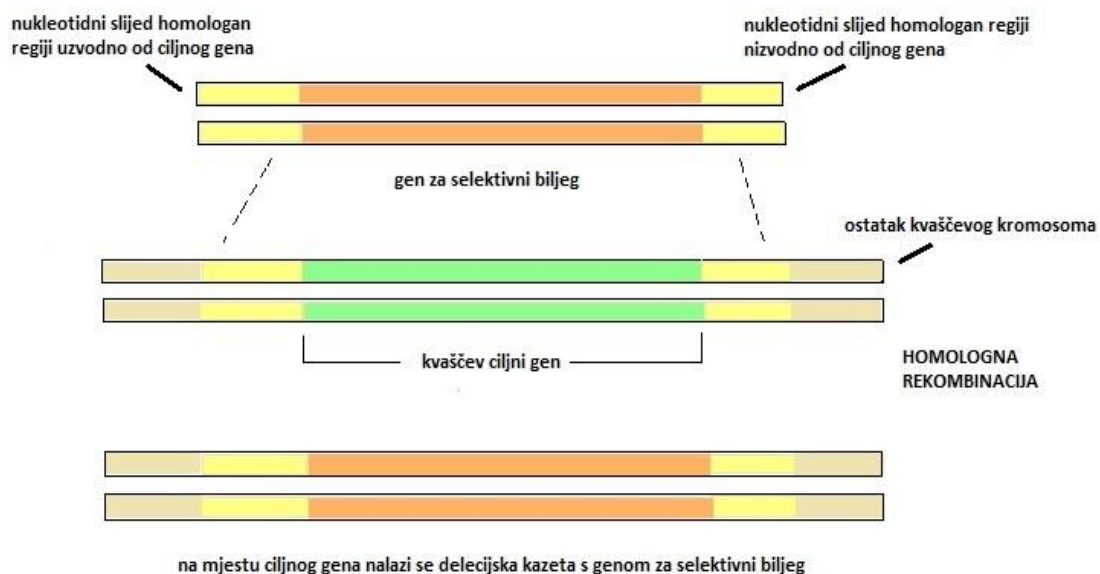 nukleotidni slijed homologan
regiji uzvodno od ciljnog gena
nukleotidni slijed homologan regiji
nizvodno od ciljnog gena
gen za selektivni biljeg
ostatak kvaščevog kromosoma
kvaščev ciljni gen
HOMOLOGNA
REKOMBINACIJA
na mjestu ciljnog gena nalazi se delecijska kazeta s genom za selektivni biljeg